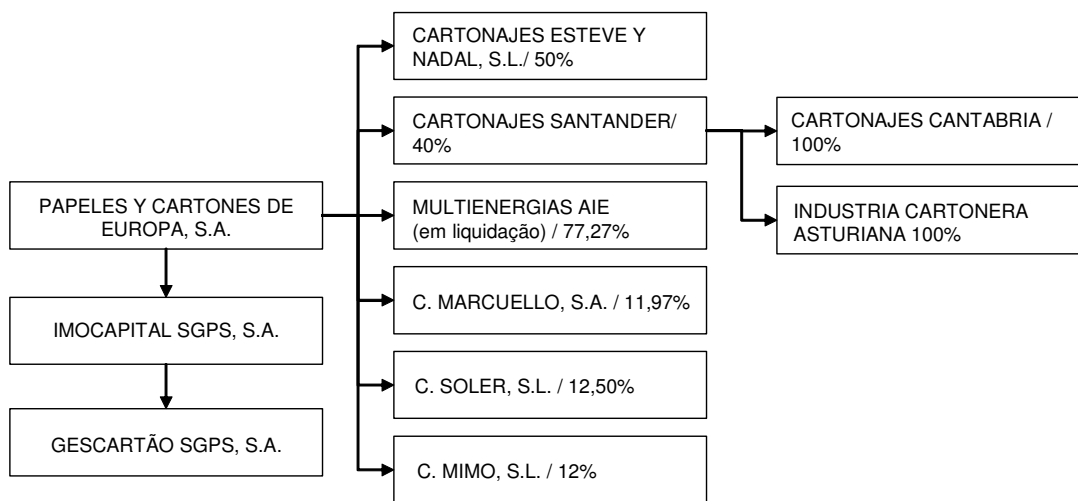 CARTONAJES ESTEVE Y
NADAL, S.L./ 50%
CARTONAJES SANTANDER/
40%
CARTONAJES CANTABRIA /
100%
PAPELES Y CARTONES DE
EUROPA, S.A.
MULTIENERGIAS AIE
(em liquidação) / 77,27%
INDUSTRIA CARTONERA
ASTURIANA 100%
IMOCAPITAL SGPS, S.A.
C. MARCUELLO, S.A. / 11,97%
GESCARTÃO SGPS, S.A.
C. SOLER, S.L. / 12,50%
C. MIMO, S.L. / 12%